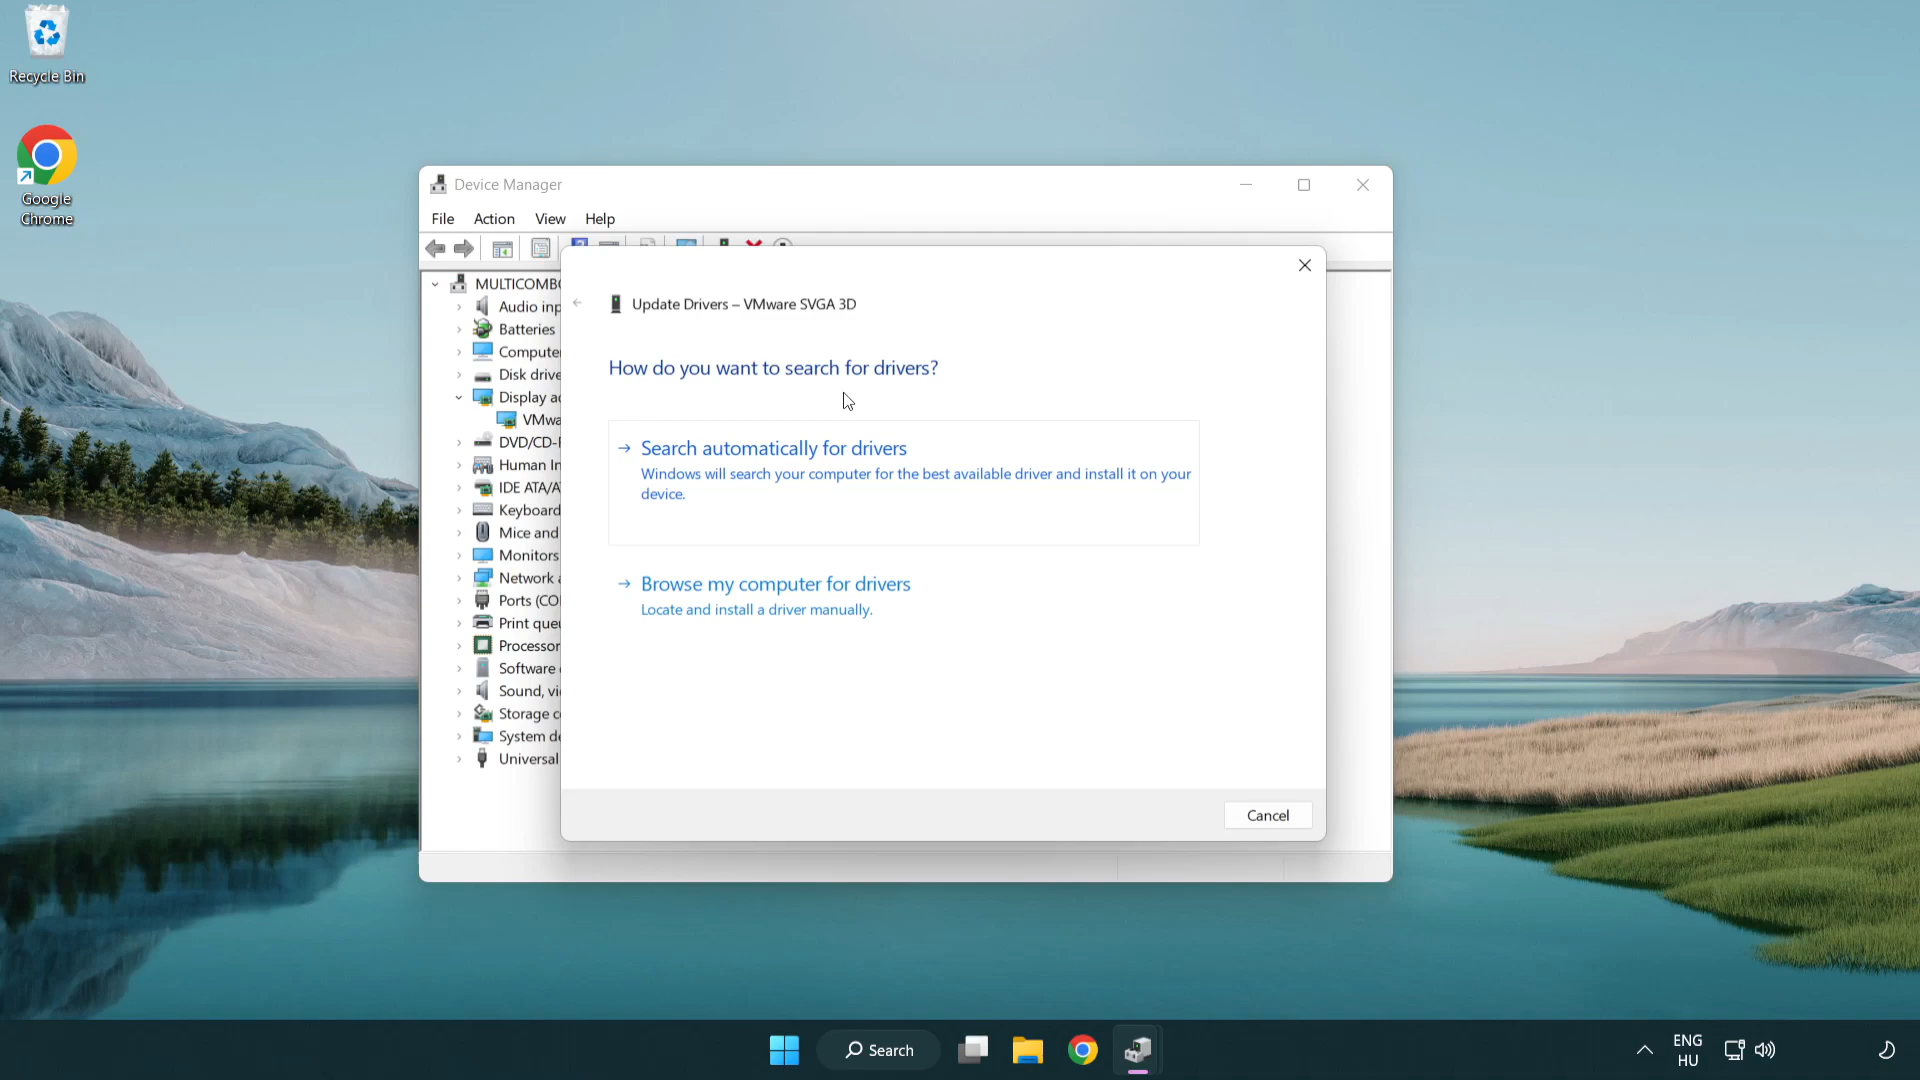 Recycle Bin
Google
Chrome
Device Manager
File Action View Help
MULTICOMBO
Audio inp
Batteries
Compute
Disk drive
Display a
VMwa
DVD/CD-
Human In
IDE ATA/A
Keyboard
Mice and
Monitors
Network a
Ports (CO
Print que
Processor
Software
Sound, vi
Storage c
System de
Universal
Update Drivers – VMware SVGA 3D
How do you want to search for drivers?
Search automatically for drivers
Windows will search your computer for the best available driver and install it on your
device.
Browse my computer for drivers
Locate and install a driver manually.
Cancel
Search
ENG
HU